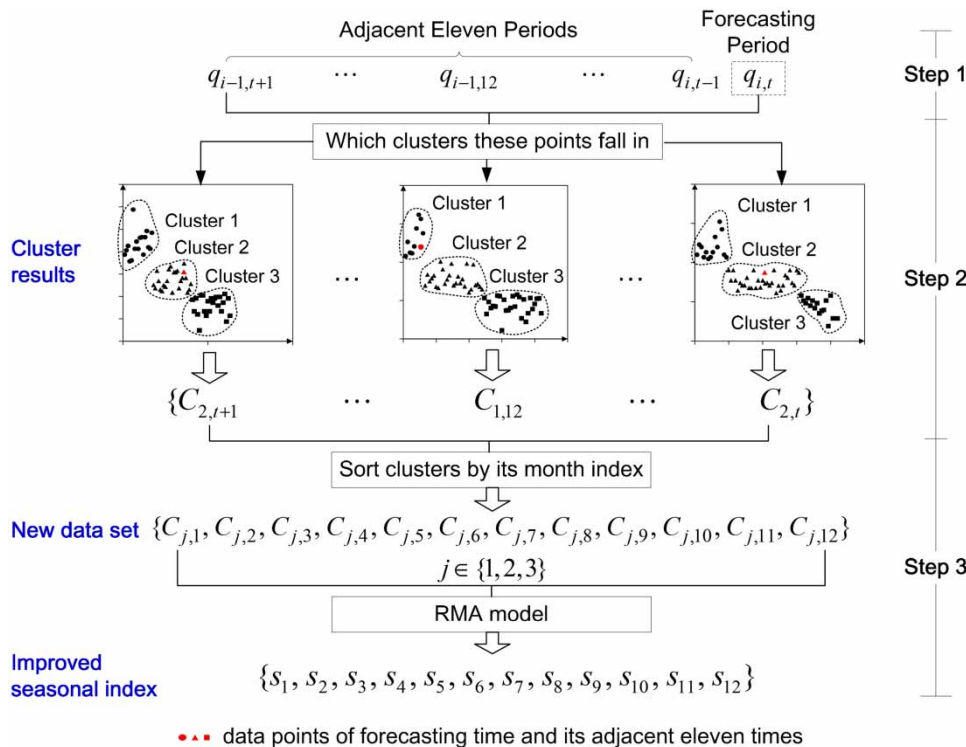 Adjacent Eleven Periods
Forecasting
Period
q_{i-1,t+1} ... q_{i-1,12} ... q_{i,t-1} q_{i,t}
Step 1
Which clusters these points fall in
Cluster 1
Cluster 2
Cluster 3
Cluster 1
Cluster 2
Cluster 3
Cluster 1
Cluster 2
Cluster 3
Cluster
results
... ...
Step 2
{C_{2,t+1} ... C_{1,12} ... C_{2,t}}
Sort clusters by its month index
New data set
{C_{j,1}, C_{j,2}, C_{j,3}, C_{j,4}, C_{j,5}, C_{j,6}, C_{j,7}, C_{j,8}, C_{j,9}, C_{j,10}, C_{j,11}, C_{j,12}}
j ∈ {1,2,3}
Step 3
RMA model
Improved
seasonal index
{s_1, s_2, s_3, s_4, s_5, s_6, s_7, s_8, s_9, s_{10}, s_{11}, s_{12}}
data points of forecasting time and its adjacent eleven times